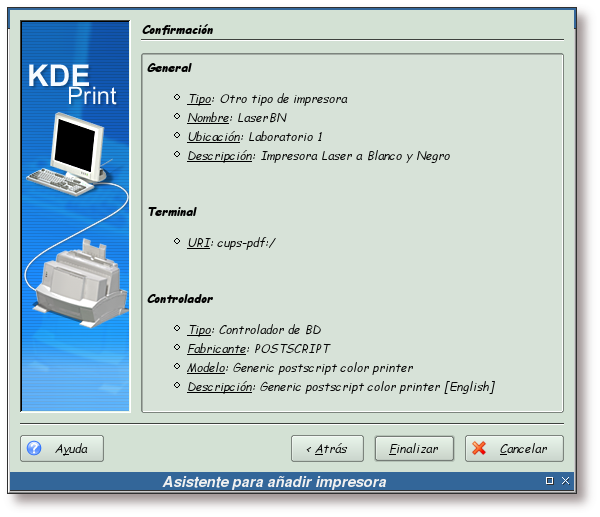 Confirmación
KDE
Print
General
Tipo: Otro tipo de impresora
Nombre: LaserBN
Ubicación: Laboratorio 1
Descripción: Impresora Laser a Blanco y Negro
Terminal
URI: cups-pdf:/
Controlador
Tipo: Controlador de BD
Fabricante: POSTSCRIPT
Modelo: Generic postscript color printer
Descripción: Generic postscript color printer [English]
Ayuda
< Atrás
Finalizar
Cancelar
Asistente para añadir impresora